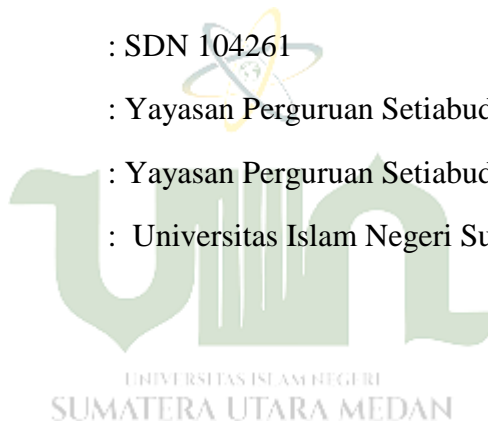 : SDN 104261
: Yayasan Perguruan Setiabud
: Yayasan Perguruan Setiabud
: Universitas Islam Negeri Su
UNIVERSITAS ISLAM NEGERI
SUMATERA UTARA MEDAN